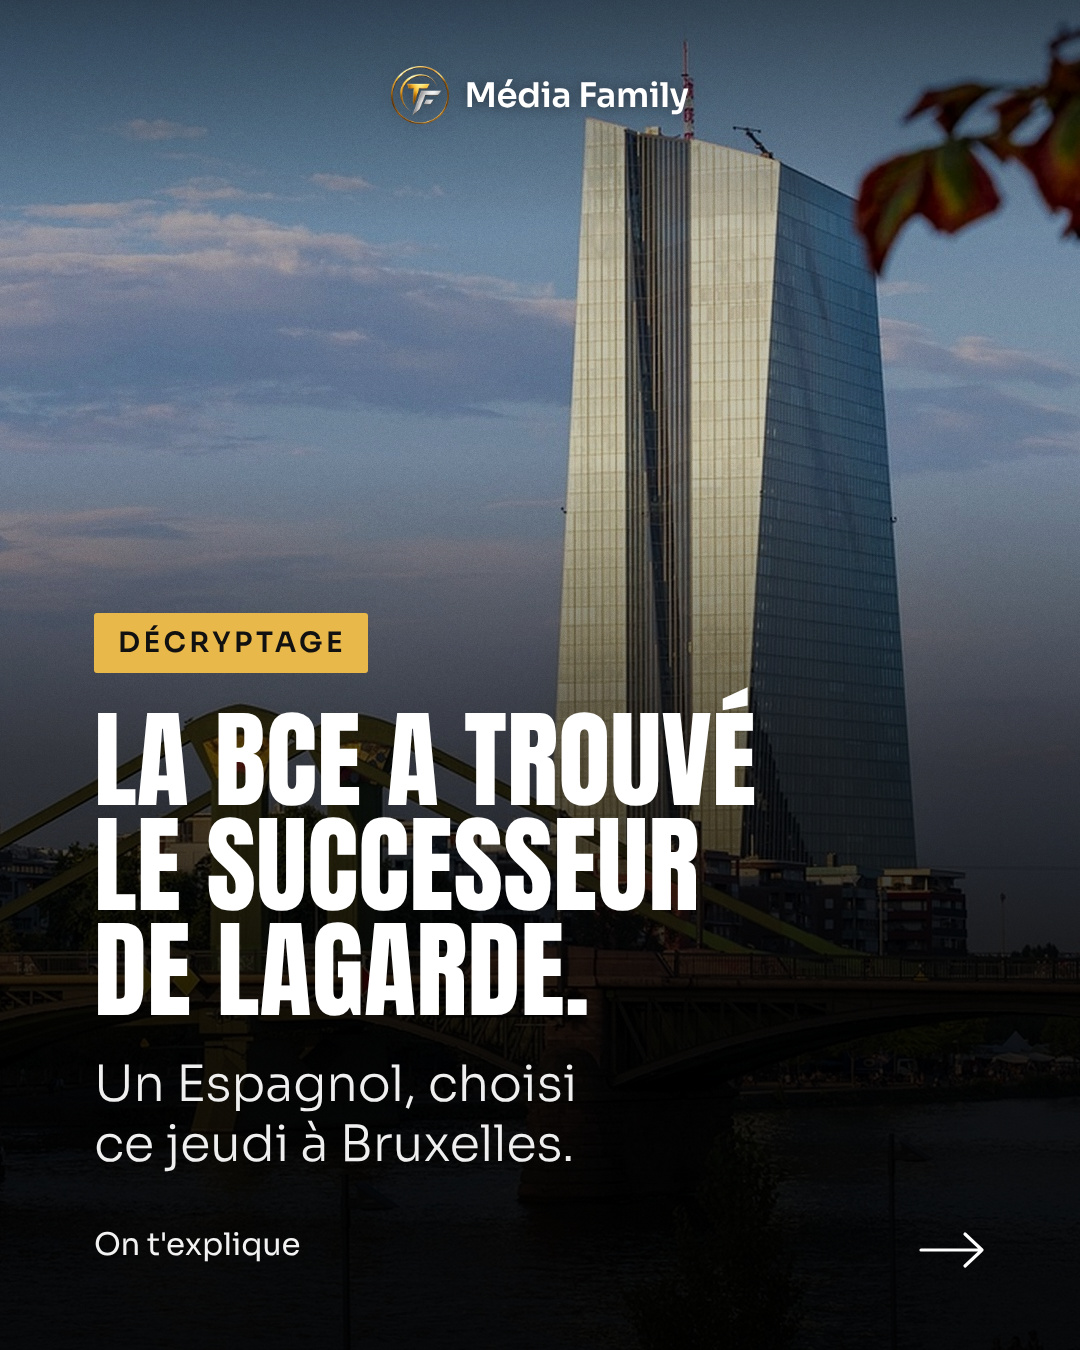 Média Family
DÉCRYPTAGE
LA BCE A TROUVÉ
LE SUCCESSEUR
DE LAGARDE.
Un Espagnol, choisi
ce jeudi à Bruxelles.
On t'explique